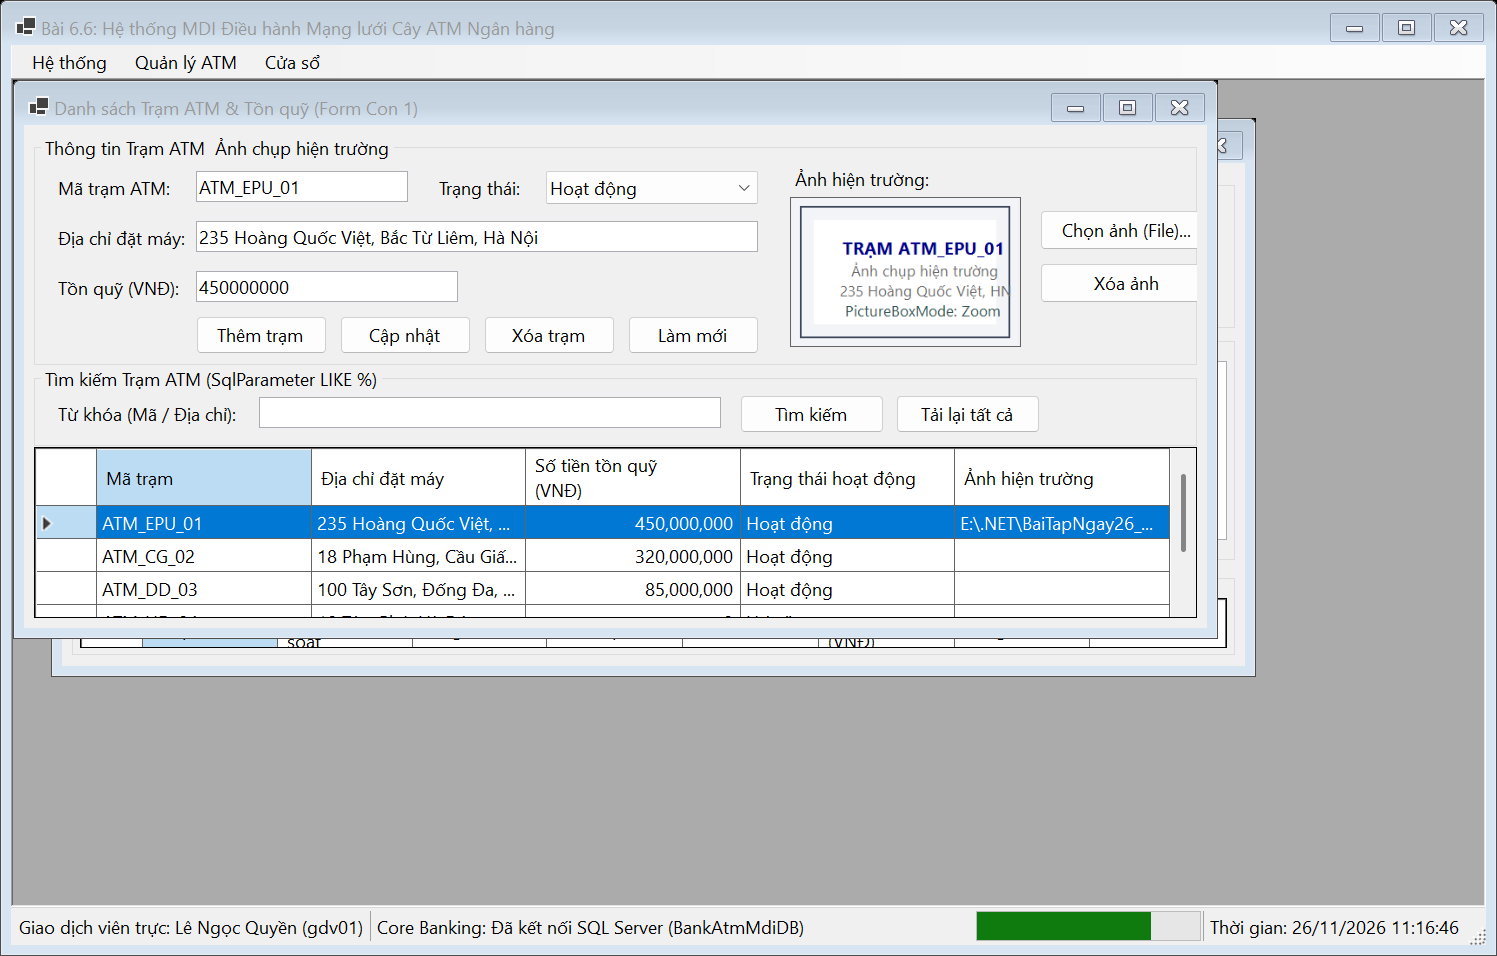 Bài 6.6: Hệ thống MDI Điều hành Mạng lưới Cây ATM Ngân hàng
Hệ thống Quản lý ATM Cửa sổ
Danh sách Trạm ATM & Tồn quỹ (Form Con 1)
Thông tin Trạm ATM Ảnh chụp hiện trường
Mã trạm ATM: ATM_EPU_01 Trạng thái: Hoạt động
Ảnh hiện trường:
Địa chỉ đặt máy: 235 Hoàng Quốc Việt, Bắc Từ Liêm, Hà Nội
Tồn quỹ (VNĐ): 450000000
TRẠM ATM_EPU_01
Ảnh chụp hiện trường
235 Hoàng Quốc Việt, HN
PictureBoxMode: Zoom
Chọn ảnh (File)...
Xóa ảnh
Thêm trạm Cập nhật Xóa trạm Làm mới
Tìm kiếm Trạm ATM (SqlParameter LIKE %)
Từ khóa (Mã / Địa chỉ): Tìm kiếm Tải lại tất cả
Mã trạm Địa chỉ đặt máy Số tiền tồn quỹ (VNĐ) Trạng thái hoạt động Ảnh hiện trường
ATM_EPU_01 235 Hoàng Quốc Việt, ... 450,000,000 Hoạt động E:\.NET\BaiTapNgay26_...
ATM_CG_02 18 Phạm Hùng, Cầu Giấ... 320,000,000 Hoạt động
ATM_DD_03 100 Tây Sơn, Đống Đa, ... 85,000,000 Hoạt động
soát (VNĐ)
Giao dịch viên trực: Lê Ngọc Quyền (gdv01) Core Banking: Đã kết nối SQL Server (BankAtmMdiDB) Thời gian: 26/11/2026 11:16:46